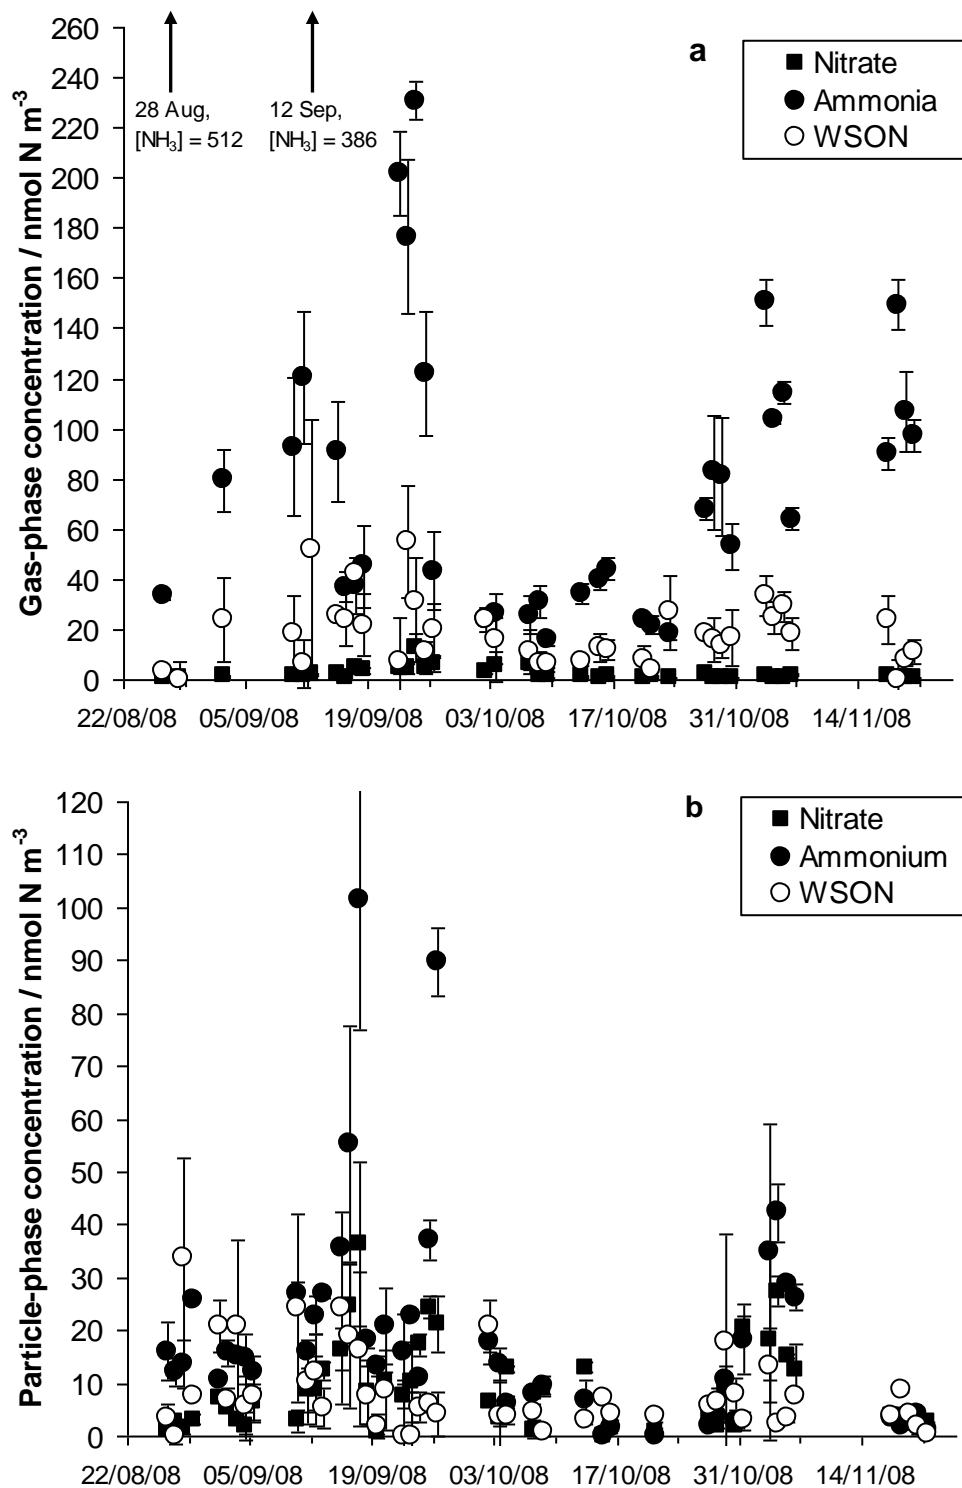 a
Nitrate
Ammonia
WSON
28 Aug,
[NH₃] = 512
12 Sep,
[NH₃] = 386
Gas-phase concentration / nmol N m⁻³
260
240
220
200
180
160
140
120
100
80
60
40
20
0
22/08/08 05/09/08 19/09/08 03/10/08 17/10/08 31/10/08 14/11/08
b
Nitrate
Ammonium
WSON
Particle-phase concentration / nmol N m⁻³
120
110
100
90
80
70
60
50
40
30
20
10
0
22/08/08 05/09/08 19/09/08 03/10/08 17/10/08 31/10/08 14/11/08